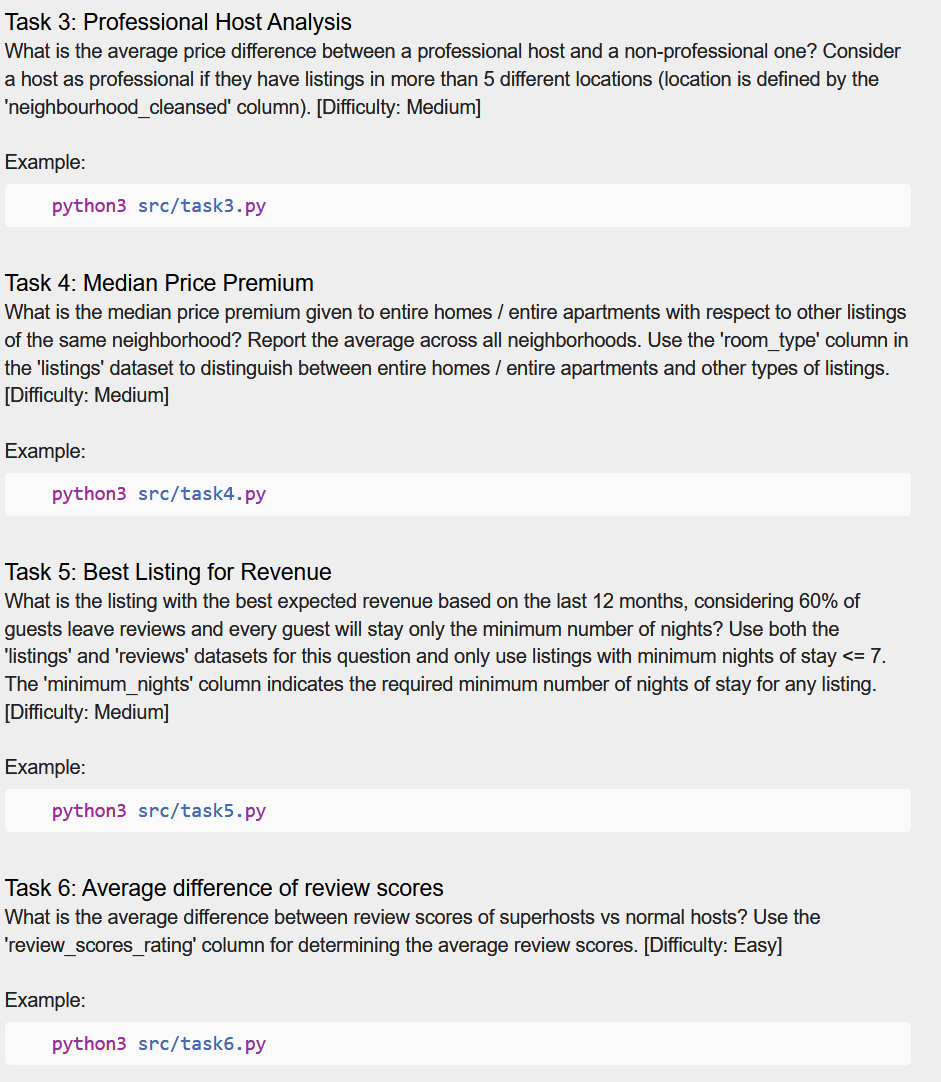 Task 3: Professional Host Analysis
What is the average price difference between a professional host and a non-professional one? Consider
a host as professional if they have listings in more than 5 different locations (location is defined by the
'neighbourhood_cleansed' column). [Difficulty: Medium]
Example:
python3 src/task3.py
Task 4: Median Price Premium
What is the median price premium given to entire homes / entire apartments with respect to other listings
of the same neighborhood? Report the average across all neighborhoods. Use the 'room_type' column in
the 'listings' dataset to distinguish between entire homes / entire apartments and other types of listings.
[Difficulty: Medium]
Example:
python3 src/task4.py
Task 5: Best Listing for Revenue
What is the listing with the best expected revenue based on the last 12 months, considering 60% of
guests leave reviews and every guest will stay only the minimum number of nights? Use both the
'listings' and 'reviews' datasets for this question and only use listings with minimum nights of stay <= 7.
The 'minimum_nights' column indicates the required minimum number of nights of stay for any listing.
[Difficulty: Medium]
Example:
python3 src/task5.py
Task 6: Average difference of review scores
What is the average difference between review scores of superhosts vs normal hosts? Use the
'review_scores_rating' column for determining the average review scores. [Difficulty: Easy]
Example:
python3 src/task6.py